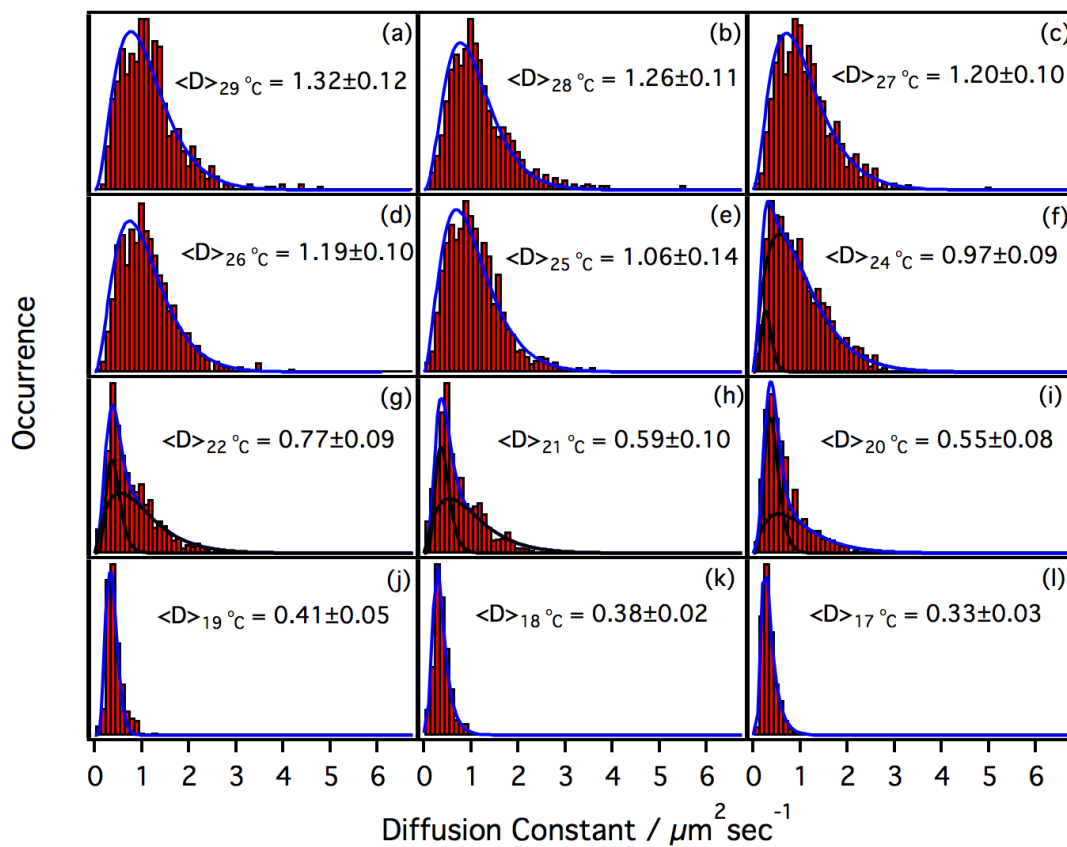 (a)
<D>29 °C = 1.32±0.12
(b)
<D>28 °C = 1.26±0.11
(c)
<D>27 °C = 1.20±0.10
(d)
<D>26 °C = 1.19±0.10
(e)
<D>25 °C = 1.06±0.14
(f)
<D>24 °C = 0.97±0.09
(g)
<D>22 °C = 0.77±0.09
(h)
<D>21 °C = 0.59±0.10
(i)
<D>20 °C = 0.55±0.08
(j)
<D>19 °C = 0.41±0.05
(k)
<D>18 °C = 0.38±0.02
(l)
<D>17 °C = 0.33±0.03
Occurrence
0 1 2 3 4 5 6
0 1 2 3 4 5 6
0 1 2 3 4 5 6
Diffusion Constant / μm²sec⁻¹